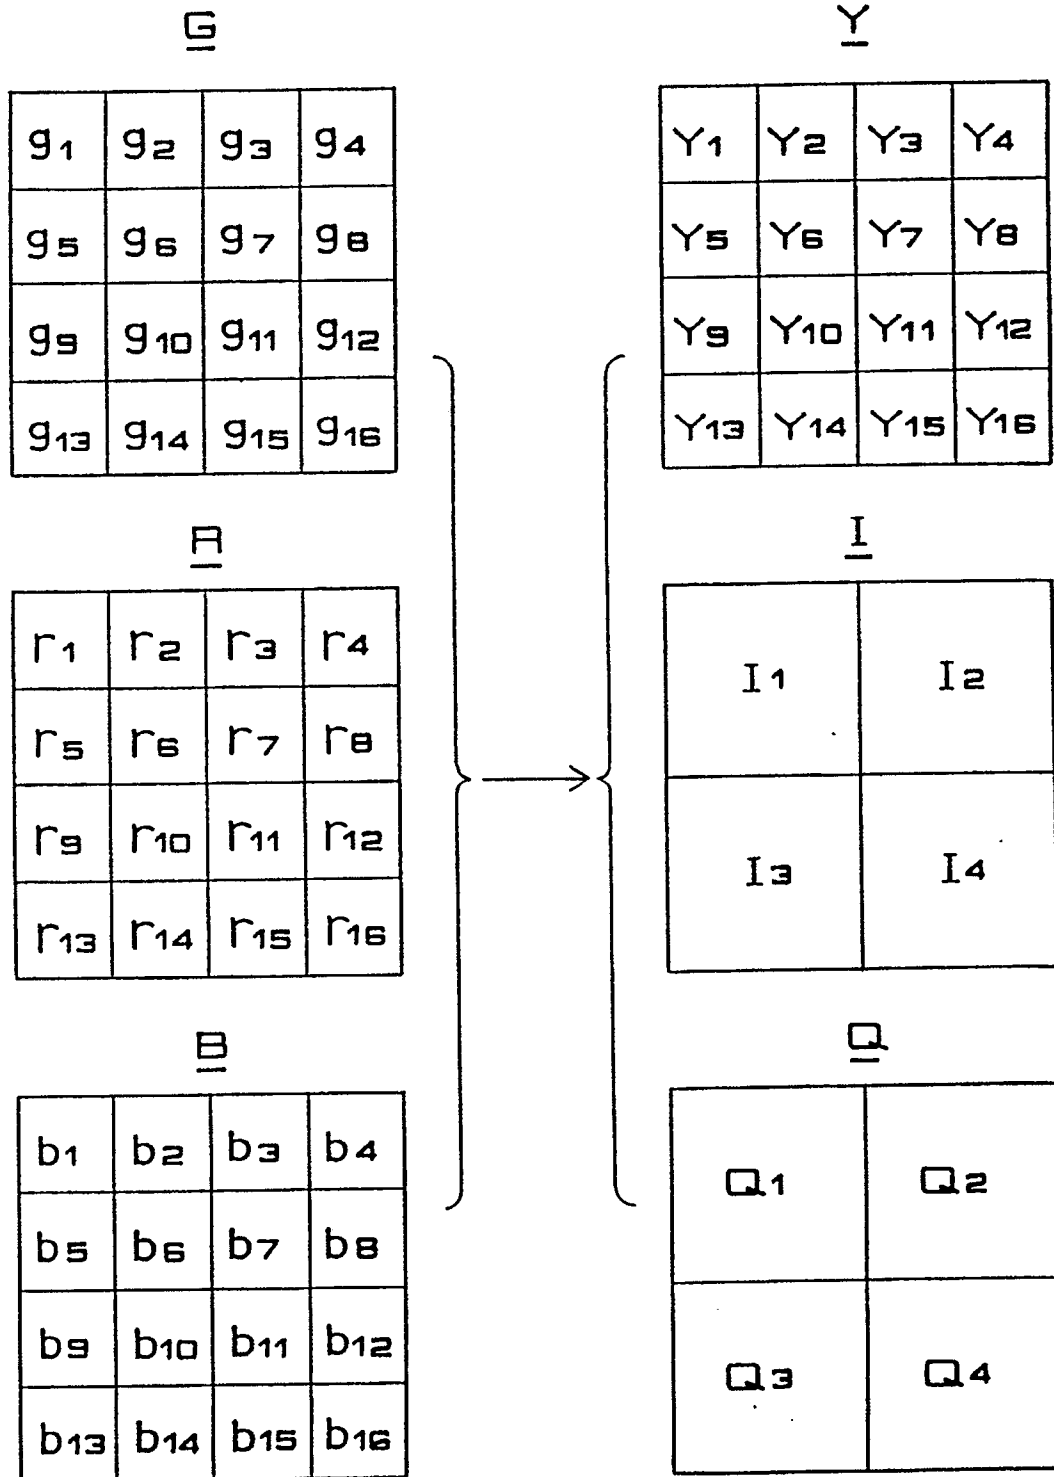 G
g1 g2 g3 g4
g5 g6 g7 g8
g9 g10 g11 g12
g13 g14 g15 g16
R
r1 r2 r3 r4
r5 r6 r7 r8
r9 r10 r11 r12
r13 r14 r15 r16
B
b1 b2 b3 b4
b5 b6 b7 b8
b9 b10 b11 b12
b13 b14 b15 b16
Y
Y1 Y2 Y3 Y4
Y5 Y6 Y7 Y8
Y9 Y10 Y11 Y12
Y13 Y14 Y15 Y16
I
I1 I2
I3 I4
Q
Q1 Q2
Q3 Q4